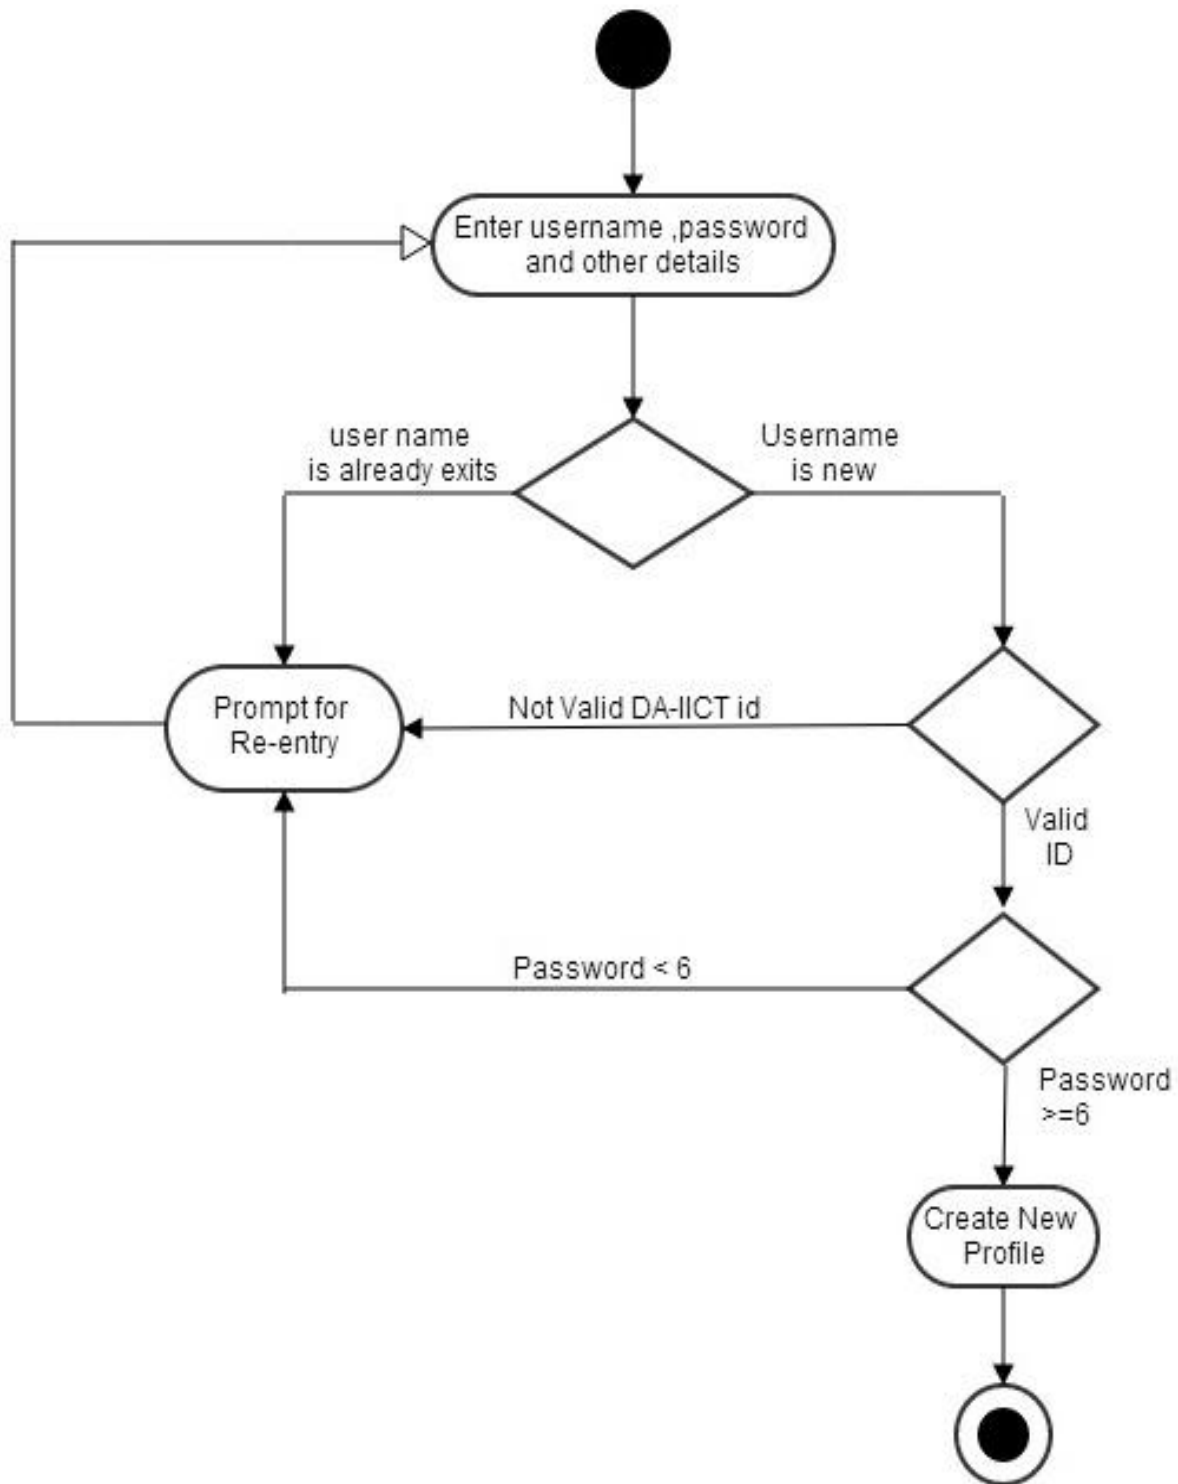 Enter username ,password
and other details
user name
is already exits
Username
is new
Prompt for
Re-entry
Not Valid DA-IICT id
Valid
ID
Password < 6
Password
>=6
Create New
Profile